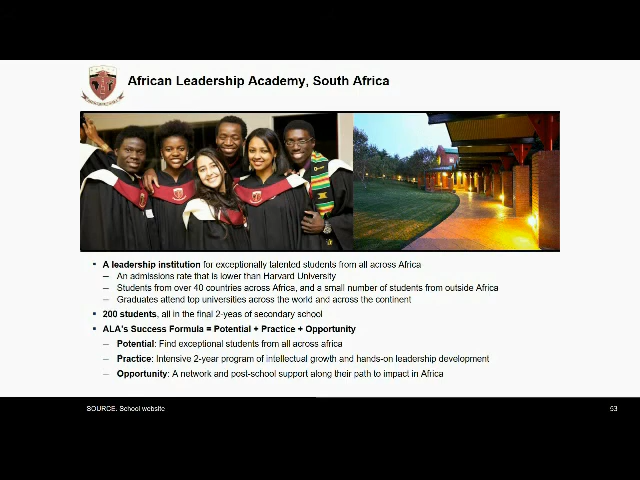 African Leadership Academy, South Africa
▪ A leadership institution for exceptionally talented students from all across Africa
– An admissions rate that is lower than Harvard University
– Students from over 40 countries across Africa, and a small number of students from outside Africa
– Graduates attend top universities across the world and across the continent
▪ 200 students, all in the final 2-yeas of secondary school
▪ ALA's Success Formula = Potential + Practice + Opportunity
– Potential: Find exceptional students from all across africa
– Practice: Intensive 2-year program of intellectual growth and hands-on leadership development
– Opportunity: A network and post-school support along their path to impact in Africa
SOURCE: School website
53